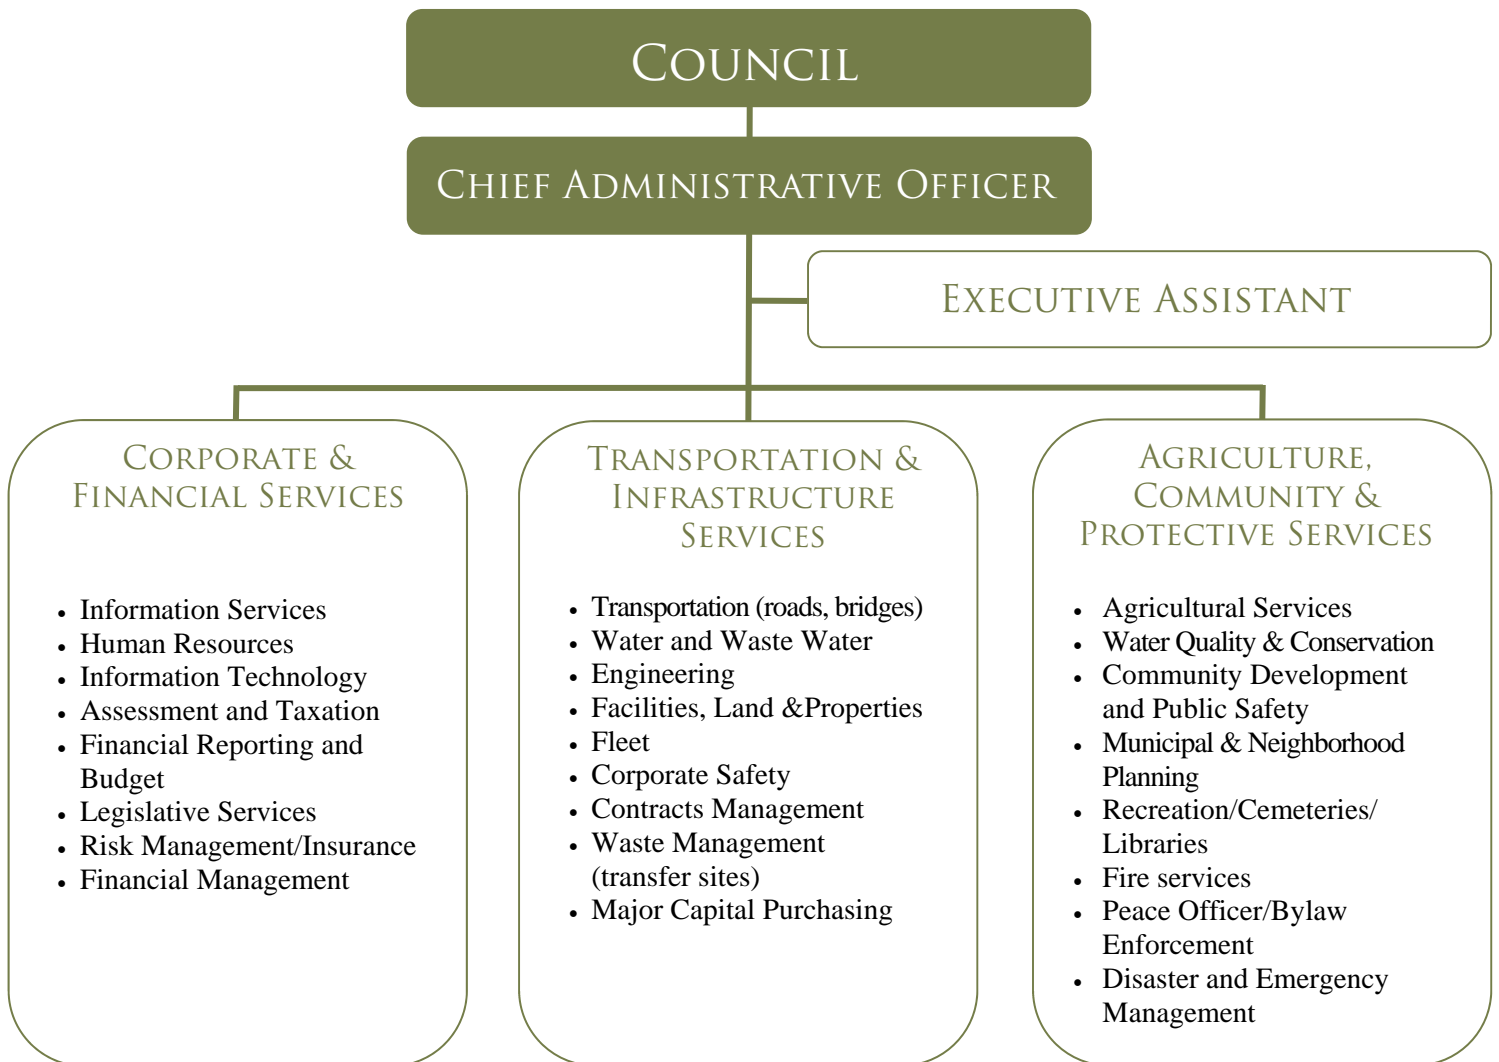 Council
Chief Administrative Officer
Executive Assistant
Corporate &
Financial Services
• Information Services
• Human Resources
• Information Technology
• Assessment and Taxation
• Financial Reporting and
Budget
• Legislative Services
• Risk Management/Insurance
• Financial Management
Transportation &
Infrastructure
Services
• Transportation (roads, bridges)
• Water and Waste Water
• Engineering
• Facilities, Land &Properties
• Fleet
• Corporate Safety
• Contracts Management
• Waste Management
(transfer sites)
• Major Capital Purchasing
Agriculture,
Community &
Protective Services
• Agricultural Services
• Water Quality & Conservation
• Community Development
and Public Safety
• Municipal & Neighborhood
Planning
• Recreation/Cemeteries/
Libraries
• Fire services
• Peace Officer/Bylaw
Enforcement
• Disaster and Emergency
Management